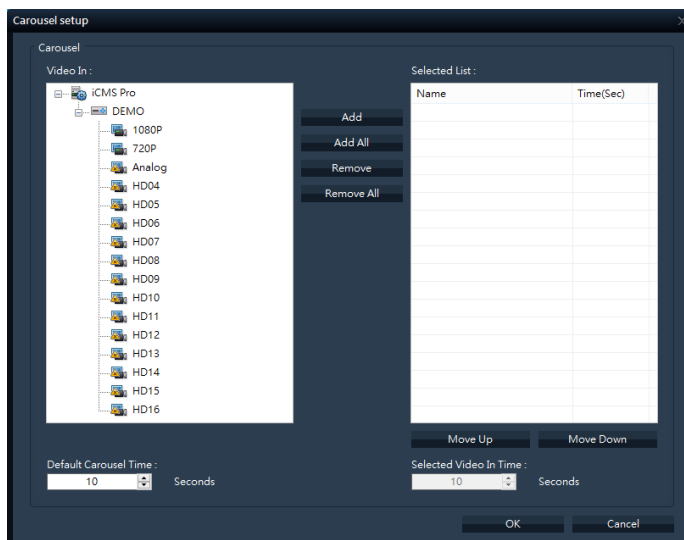 Carousel setup
Carousel
Video In :
Selected List :
iCMS Pro
DEMO
1080P
720P
Analog
HD04
HD05
HD06
HD07
HD08
HD09
HD10
HD11
HD12
HD13
HD14
HD15
HD16
Add
Add All
Remove
Remove All
Name Time(Sec)
Move Up Move Down
Default Carousel Time :
10 Seconds
Selected Video In Time :
10 Seconds
OK Cancel